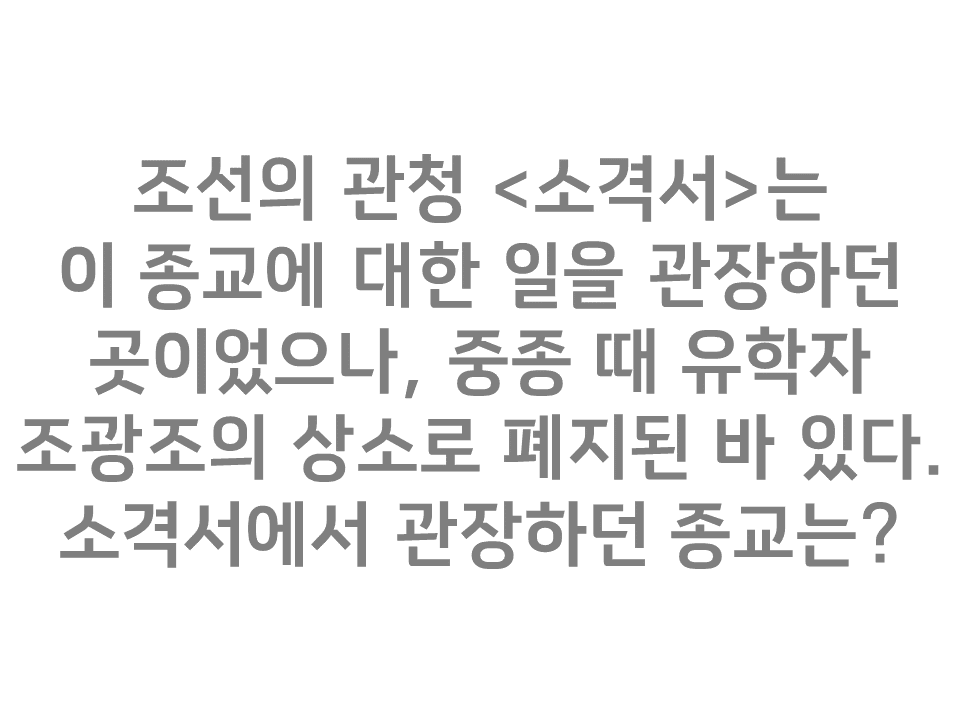 조선의 관청 <소격서>는
이 종교에 대한 일을 관장하던
곳이었으나, 중종 때 유학자
조광조의 상소로 폐지된 바 있다.
소격서에서 관장하던 종교는?